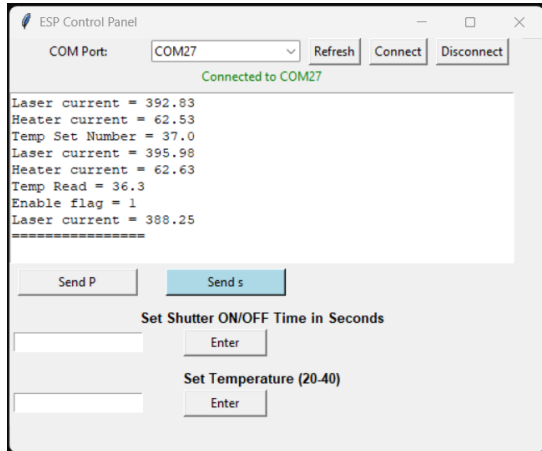 ESP Control Panel
COM Port: COM27 Refresh Connect Disconnect
Connected to COM27
Laser current = 392.83
Heater current = 62.53
Temp Set Number = 37.0
Laser current = 395.98
Heater current = 62.63
Temp Read = 36.3
Enable flag = 1
Laser current = 388.25
================
Send P Send s
Set Shutter ON/OFF Time in Seconds
Enter
Set Temperature (20-40)
Enter